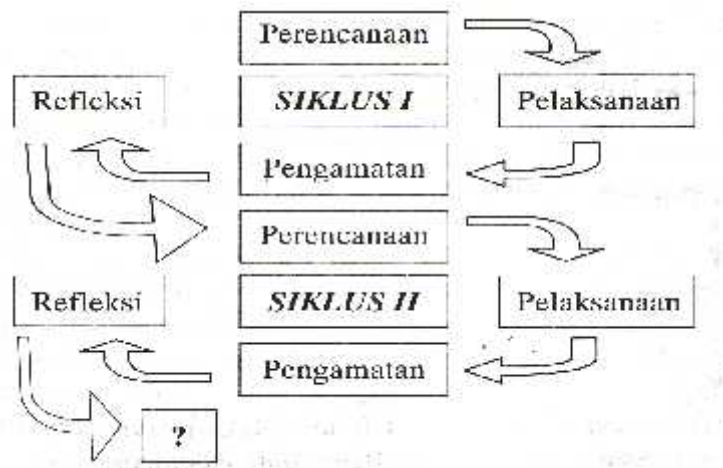 Perencanaan
Refleksi
SIKLUS I
Pelaksanaan
Pengamatan
Perencanaan
Refleksi
SIKLUS II
Pelaksanaan
Pengamatan
?